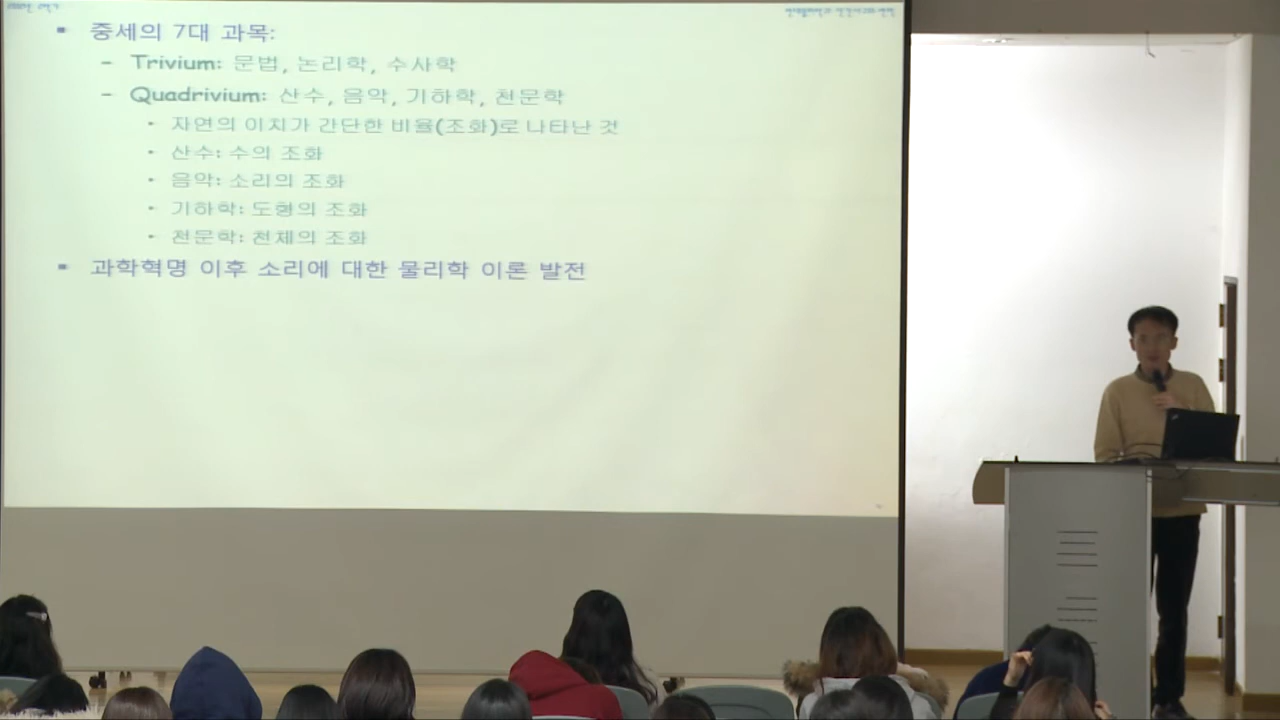 중세의 7대 과목:
Trivium: 문법, 논리학, 수사학
Quadrivium: 산수, 음악, 기하학, 천문학
자연의 이치가 간단한 비율(조화)로 나타난 것
산수: 수의 조화
음악: 소리의 조화
기하학: 도형의 조화
천문학: 천체의 조화
과학혁명 이후 소리에 대한 물리학 이론 발전